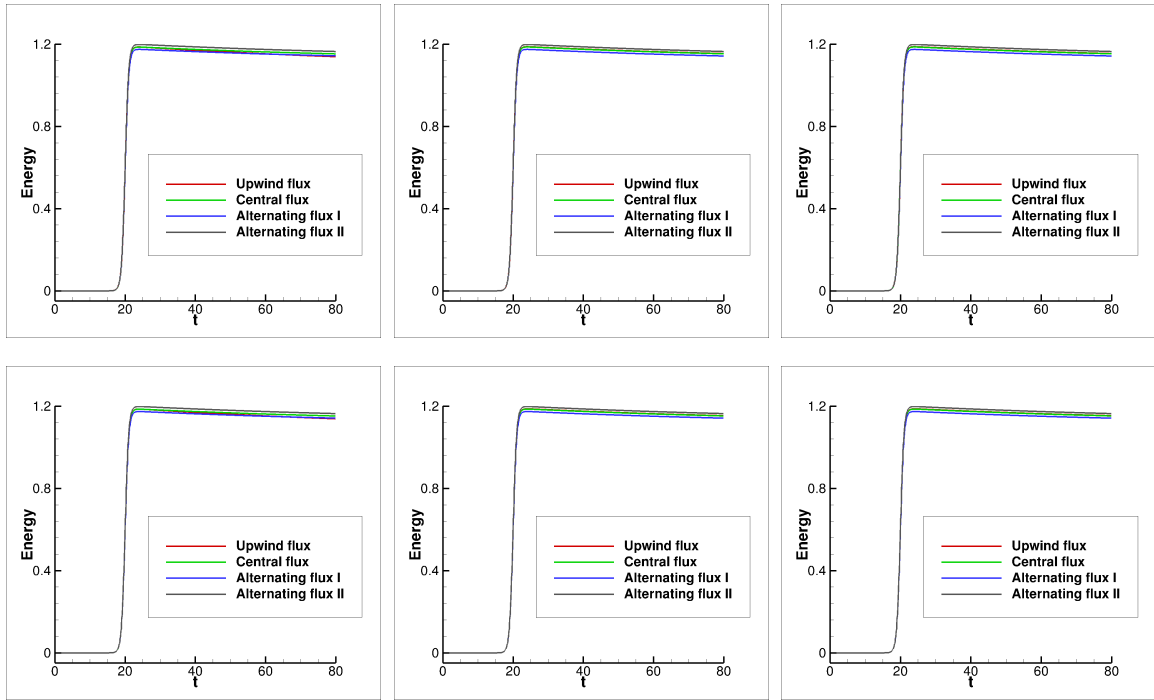 1.2
0.8
0.4
0
Energy
Upwind flux
Central flux
Alternating flux I
Alternating flux II
0 20 40 60 80
t
1.2
0.8
0.4
0
Energy
Upwind flux
Central flux
Alternating flux I
Alternating flux II
0 20 40 60 80
t
1.2
0.8
0.4
0
Energy
Upwind flux
Central flux
Alternating flux I
Alternating flux II
0 20 40 60 80
t
1.2
0.8
0.4
0
Energy
Upwind flux
Central flux
Alternating flux I
Alternating flux II
0 20 40 60 80
t
1.2
0.8
0.4
0
Energy
Upwind flux
Central flux
Alternating flux I
Alternating flux II
0 20 40 60 80
t
1.2
0.8
0.4
0
Energy
Upwind flux
Central flux
Alternating flux I
Alternating flux II
0 20 40 60 80
t